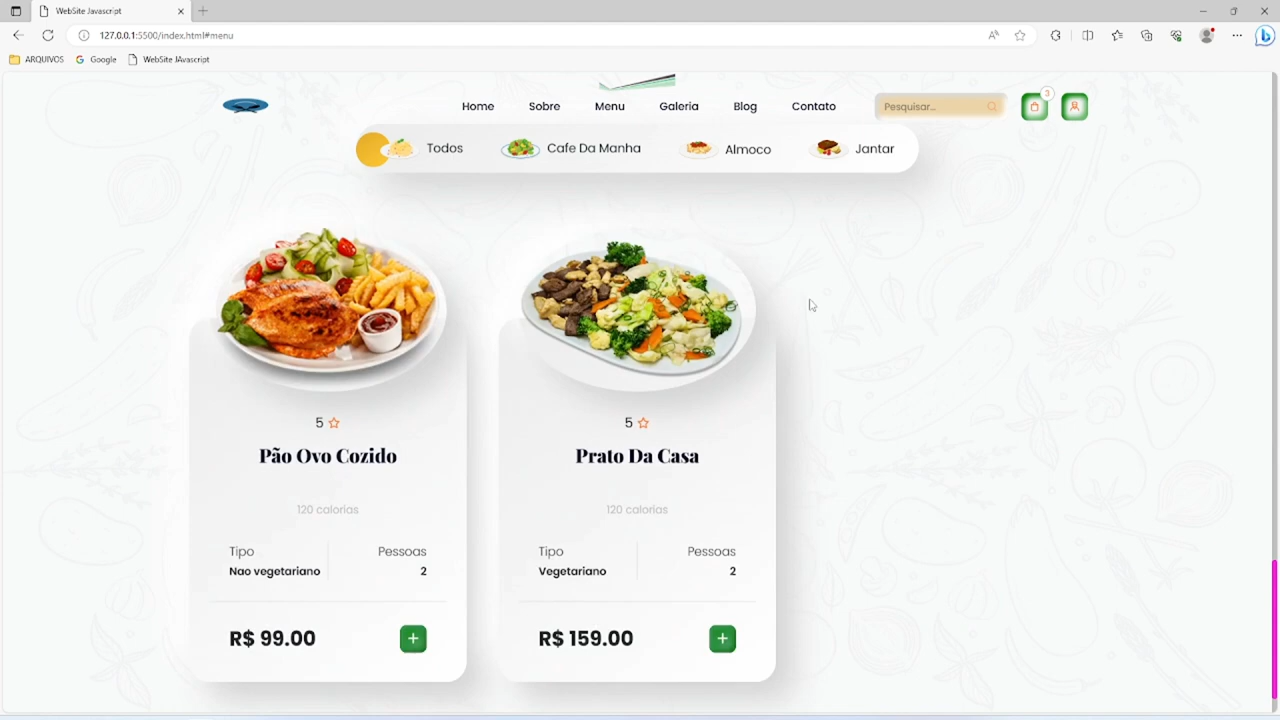 WebSite Javascript
127.0.0.1:5500/index.html#menu
ARQUIVOS Google WebSite JAvascript
Home Sobre Menu Galeria Blog Contato Pesquisar... 3
Todos Cafe Da Manha Almoco Jantar
5 5
Pão Ovo Cozido Prato Da Casa
120 calorias 120 calorias
Tipo Pessoas Tipo Pessoas
Nao vegetariano 2 Vegetariano 2
R$ 99.00 + R$ 159.00 +